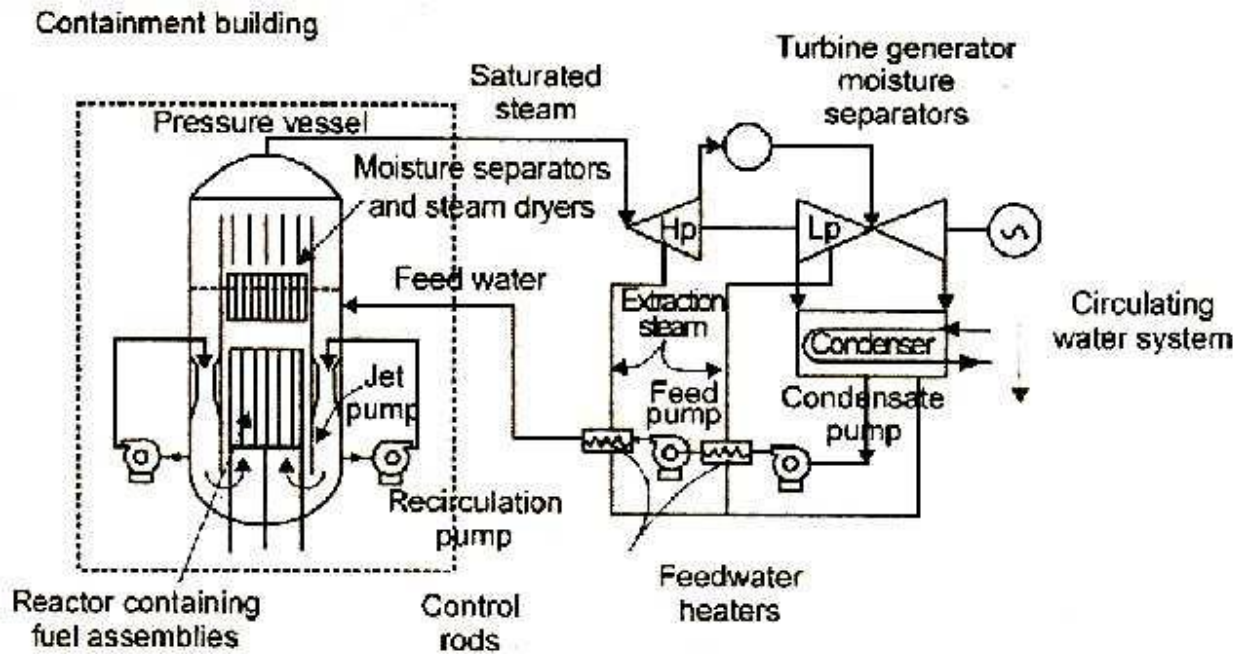 Containment building
Turbine generator
moisture
separators
Saturated
steam
Pressure vessel
Moisture separators
and steam dryers
Hp
Lp
Feed water
Extraction
steam
Circulating
water system
Condenser
Jet
pump
Feed
pump
Condensate
pump
Recirculation
pump
Reactor containing
fuel assemblies
Control
rods
Feedwater
heaters